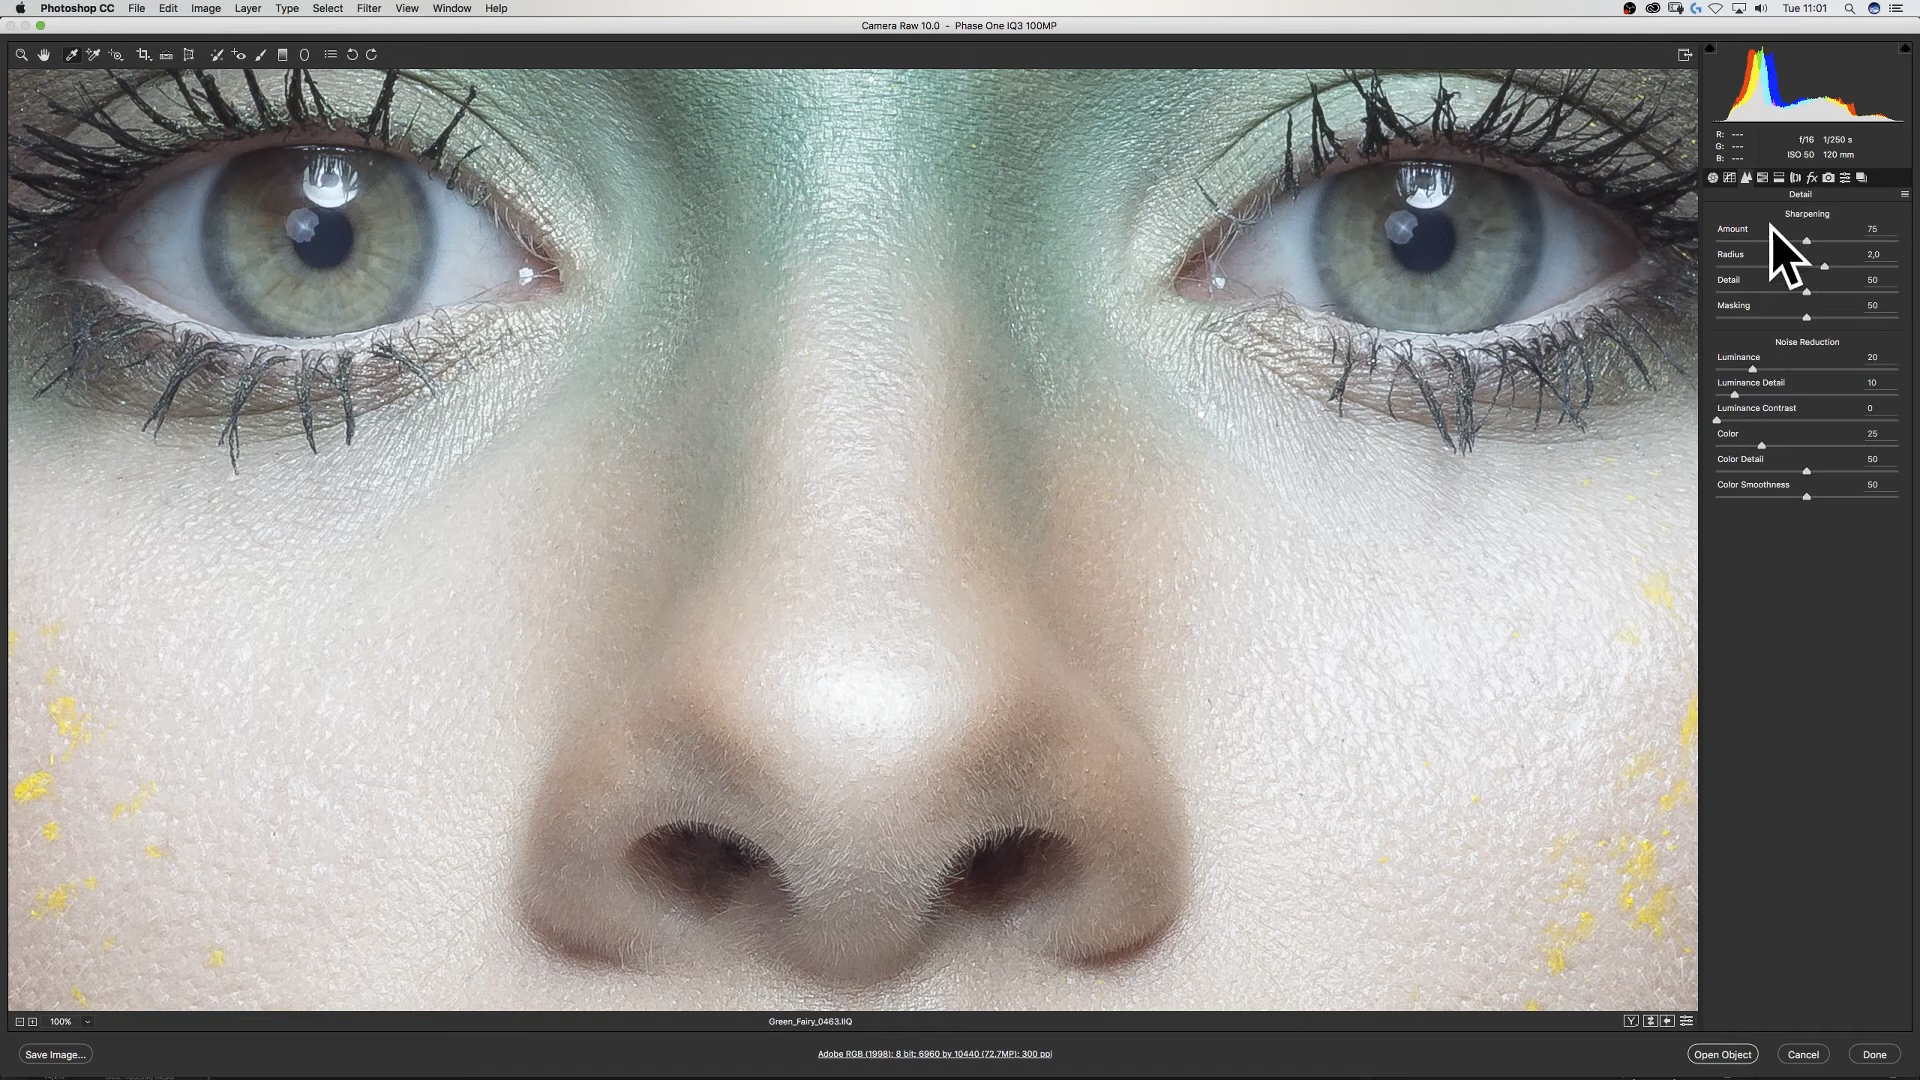 Photoshop CC File Edit Image Layer Type Select Filter View Window Help Tue 11:01
Camera Raw 10.0 - Phase One IQ3 100MP
R: ---
G: ---
B: ---
f/16 1/250 s
ISO 50 120 mm
Detail
Sharpening
Amount 75
Radius 2,0
Detail 50
Masking 50
Noise Reduction
Luminance 20
Luminance Detail 10
Luminance Contrast 0
Color 25
Color Detail 50
Color Smoothness 50
100% Green_Fairy_0463.IIQ
Save Image... Adobe RGB (1998); 8 bit; 6960 by 10440 (72,7MP); 300 ppi Open Object Cancel Done